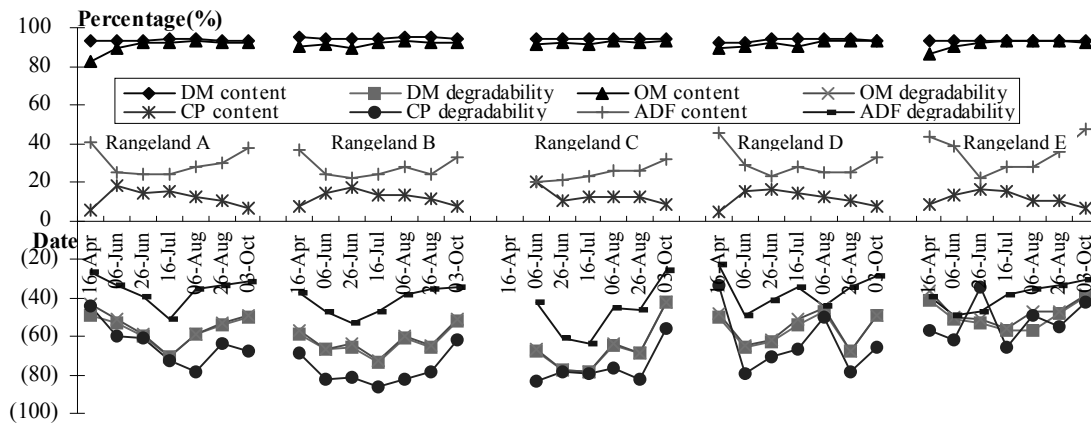 Percentage(%)
100
80
60
40
20
0
DM content
DM degradability
OM content
OM degradability
CP content
CP degradability
ADF content
ADF degradability
Rangeland A
Rangeland B
Rangeland C
Rangeland D
Rangeland E
Date
(20)
(40)
(60)
(80)
(100)
16-Apr
06-Jun
26-Jun
16-Jul
06-Aug
26-Aug
03-Oct
16-Apr
06-Jun
26-Jun
16-Jul
06-Aug
26-Aug
03-Oct
16-Apr
06-Jun
26-Jun
16-Jul
06-Aug
26-Aug
03-Oct
16-Apr
06-Jun
26-Jun
16-Jul
06-Aug
26-Aug
01-Oct
16-Apr
06-Jun
26-Jun
16-Jul
06-Aug
26-Aug
03-Oct